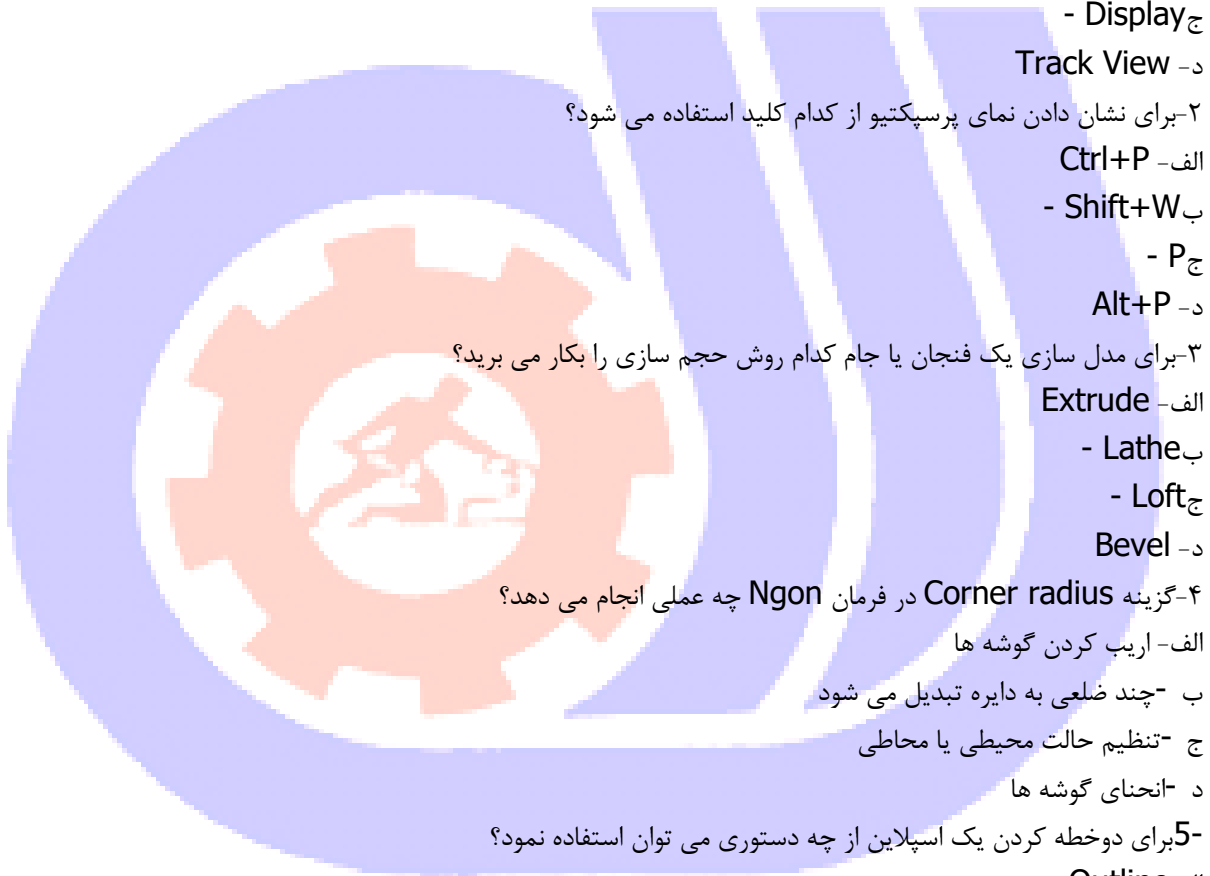 ج- Display
د- Track View
۲-برای نشان دادن نمای پرسپکتیو از کدام کلید استفاده می شود؟
الف- Ctrl+P
ب- Shift+W
ج- P
د- Alt+P
۳-برای مدل سازی یک فنجان یا جام کدام روش حجم سازی را بکار می برید؟
الف- Extrude
ب- Lathe
ج- Loft
د- Bevel
۴-گزینه Corner radius در فرمان Ngon چه عملی انجام می دهد؟
الف- اریب کردن گوشه ها
ب -چند ضلعی به دایره تبدیل می شود
ج -تنظیم حالت محیطی یا محاطی
د -انحنای گوشه ها
5-برای دوخطه کردن یک اسپلاین از چه دستوری می توان استفاده نمود؟
Outline